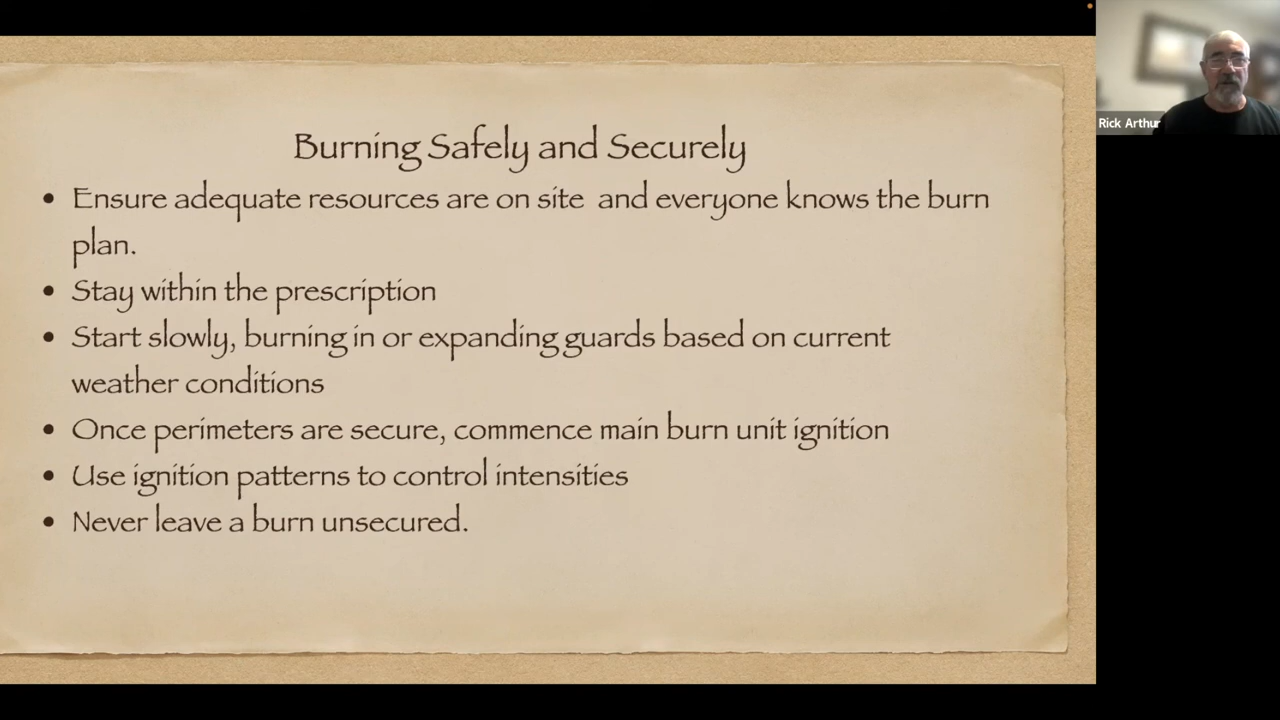 Burning Safely and Securely
• Ensure adequate resources are on site and everyone knows the burn
plan.
• Stay within the prescription
• Start slowly, burning in or expanding guards based on current
weather conditions
• Once perimeters are secure, commence main burn unit ignition
• Use ignition patterns to control intensities
• Never leave a burn unsecured.
Rick Arthur